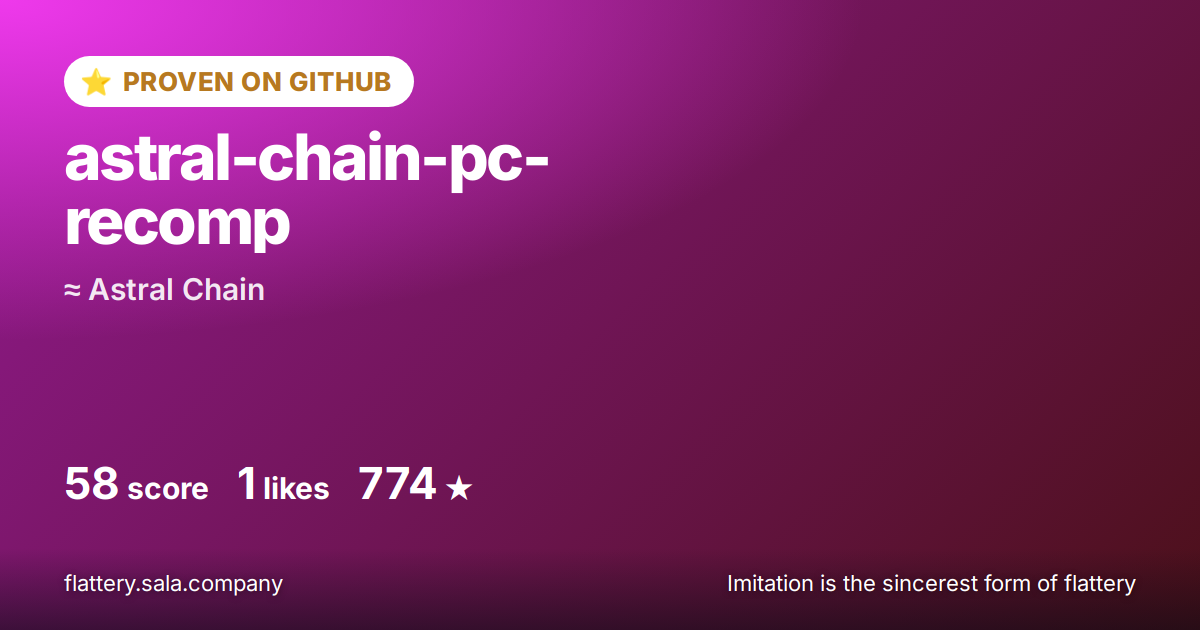 ⭐ PROVEN ON GITHUB
astral-chain-pc-
recomp
≈ Astral Chain
58 score 1 likes 774 ★
flattery.sala.company
Imitation is the sincerest form of flattery